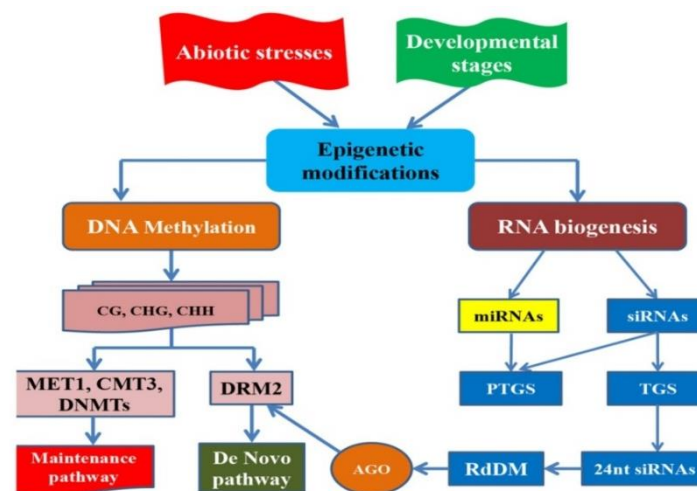 Abiotic stresses
Developmental
stages
Epigenetic
modifications
DNA Methylation
RNA biogenesis
CG, CHG, CHH
miRNAs
siRNAs
MET1, CMT3,
DNMTs
DRM2
PTGS
TGS
Maintenance
pathway
De Novo
pathway
AGO
RdDM
24nt siRNAs